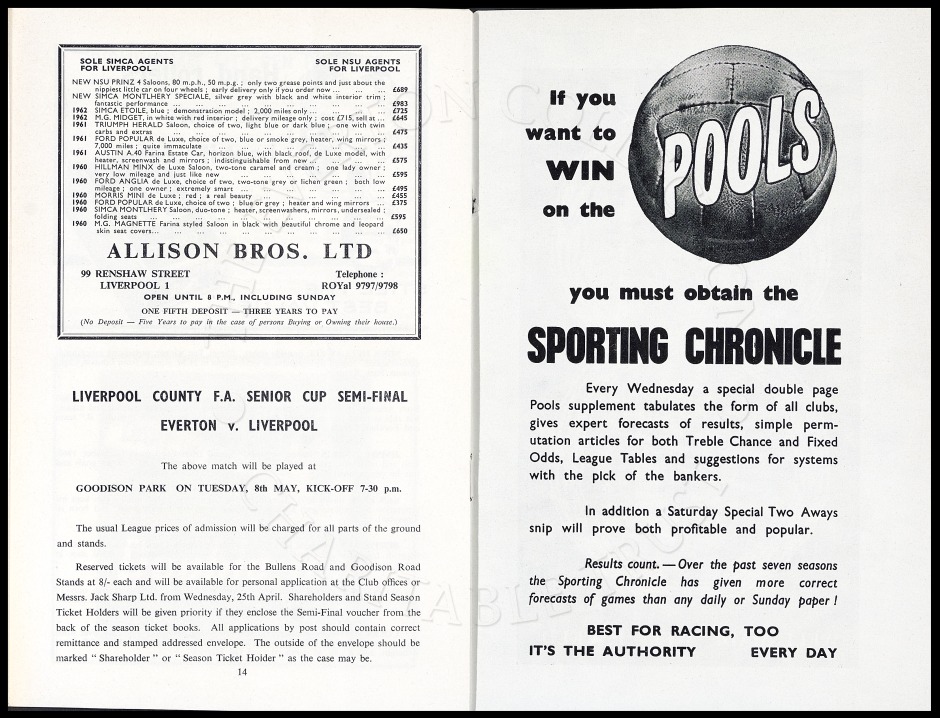 SOLE SIMCA AGENTS SOLE NSU AGENTS
FOR LIVERPOOL FOR LIVERPOOL
NEW NSU PRINZ 4 Saloons, 80 m.p.h., 50 m.p.g. ; only two grease points and just about the
nippiest little car on four wheels ; early delivery only if you order now ... ... ... £689
NEW SIMCA MONTLHERY SPECIALE, silver grey with black and white interior trim ;
fantastic performance ... ... ... ... ... ... ... ... ... £983
1962 SIMCA ETOILE, blue ; demonstration model ; 2,000 miles only ... ... ... ... £725
1962 M.G. MIDGET, in white with red interior ; delivery mileage only ; cost £715, sell at ... £645
1961 TRIUMPH HERALD Saloon, choice of two, light blue or dark blue ; one with twin
carbs and extras ... ... ... ... ... ... ... ... ... £475
1961 FORD POPULAR de Luxe, choice of two, blue or smoke grey, heater, wing mirrors ;
7,000 miles ; quite immaculate ... ... ... ... ... ... ... £435
1961 AUSTIN A.40 Farina Estate Car, horizon blue, with black roof, de Luxe model, with
heater, screenwash and mirrors ; indistinguishable from new ... ... ... ... £575
1960 HILLMAN MINX de Luxe Saloon, two-tone caramel and cream ; one lady owner ;
very low mileage and just like new ... ... ... ... ... ... £595
1960 FORD ANGLIA de Luxe, choice of two, two-tone grey or lichen green ; both low
mileage ; one owner ; extremely smart ... ... ... ... ... ... £495
1960 MORRIS MINI de Luxe ; red ; a real beauty ... ... ... ... ... £455
1960 FORD POPULAR de Luxe, choice of two ; blue or grey ; heater and wing mirrors ... £375
1960 SIMCA MONTLHERY Saloon, duo-tone ; heater, screenwashers, mirrors, undersealed ;
folding seats ... ... ... ... ... ... ... ... ... £595
1960 M.G. MAGNETTE Farina styled Saloon in black with beautiful chrome and leopard
skin seat covers... ... ... ... ... ... ... ... ... £650
ALLISON BROS. LTD
99 RENSHAW STREET Telephone :
LIVERPOOL 1 ROYal 9797/9798
OPEN UNTIL 8 P.M., INCLUDING SUNDAY
ONE FIFTH DEPOSIT — THREE YEARS TO PAY
(No Deposit — Five Years to pay in the case of persons Buying or Owning their house.)
LIVERPOOL COUNTY F.A. SENIOR CUP SEMI-FINAL
EVERTON v. LIVERPOOL
The above match will be played at
GOODISON PARK ON TUESDAY, 8th MAY, KICK-OFF 7-30 p.m.
The usual League prices of admission will be charged for all parts of the ground
and stands.
Reserved tickets will be available for the Bullens Road and Goodison Road
Stands at 8/- each and will be available for personal application at the Club offices or
Messrs. Jack Sharp Ltd. from Wednesday, 25th April. Shareholders and Stand Season
Ticket Holders will be given priority if they enclose the Semi-Final voucher from the
back of the season ticket books. All applications by post should contain correct
remittance and stamped addressed envelope. The outside of the envelope should be
marked “ Shareholder ” or “ Season Ticket Holder ” as the case may be.
14
If you
want to
WIN
on the
POOLS
you must obtain the
SPORTING CHRONICLE
Every Wednesday a special double page
Pools supplement tabulates the form of all clubs,
gives expert forecasts of results, simple perm-
utation articles for both Treble Chance and Fixed
Odds, League Tables and suggestions for systems
with the pick of the bankers.
In addition a Saturday Special Two Aways
snip will prove both profitable and popular.
Results count. — Over the past seven seasons
the Sporting Chronicle has given more correct
forecasts of games than any daily or Sunday paper !
BEST FOR RACING, TOO
IT'S THE AUTHORITY EVERY DAY